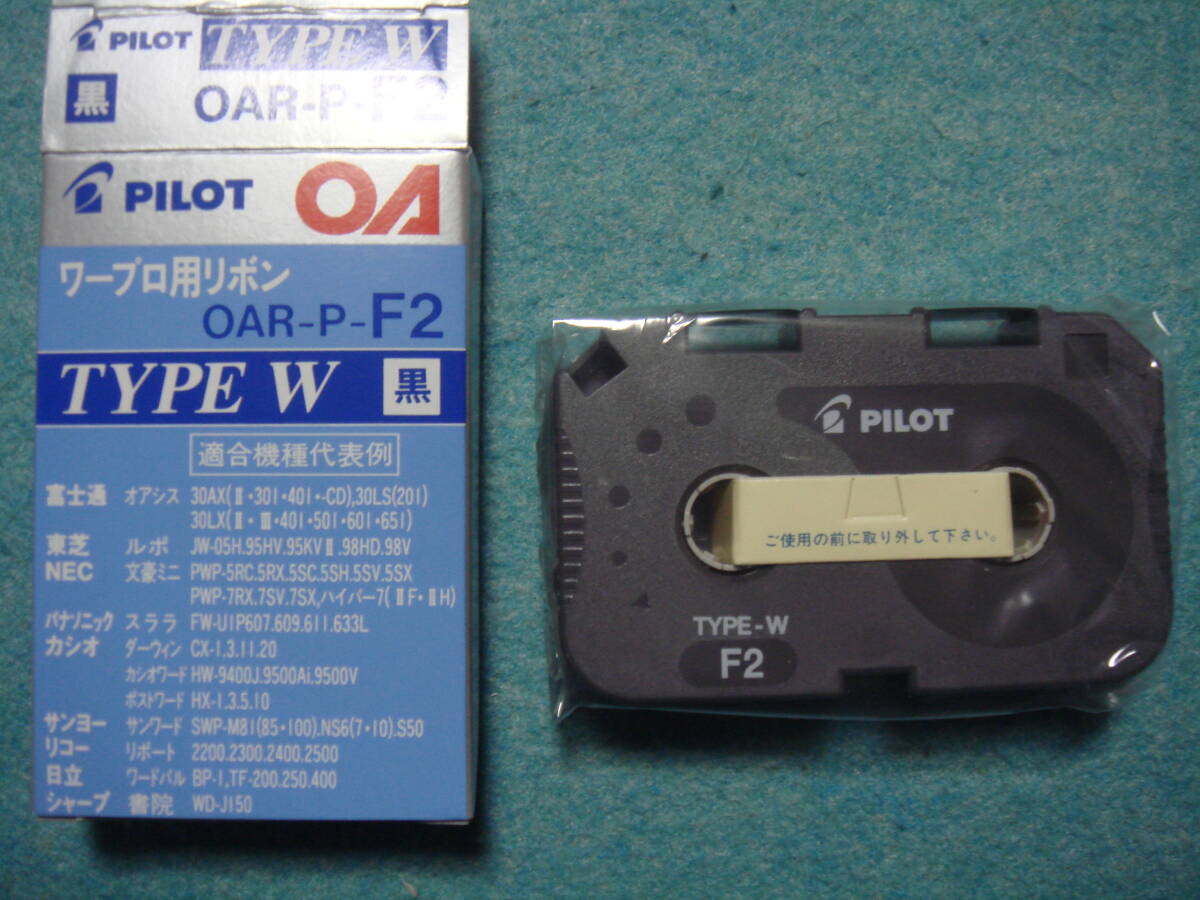 PILOT TYPE W
黒 OAR-P-F2
PILOT OA
ワープロ用リボン
OAR-P-F2
TYPE W 黒
適合機種代表例
富士通 オアシス 30AX(Ⅱ・301・401・-CD),30LS(201)
30LX(Ⅱ・Ⅲ・401・501・601・651)
東芝 ルポ JW-05H.95HV.95KVⅡ.98HD.98V
NEC 文豪ミニ PWP-5RC.5RX.5SC.5SH.5SV.5SX
PWP-7RX.7SV.7SX,ハイパー7(ⅡF・ⅡH)
パナソニック スララ FW-U1P607.609.611.633L
カシオ ダーウィン CX-1.3.11.20
カシオワード HW-9400J.9500Ai.9500V
ポストワード HX-1.3.5.10
サンヨー サンワード SWP-M81(85・100).NS6(7・10).S50
リコー リポート 2200.2300.2400.2500
日立 ワードパル BP-1,TF-200.250.400
シャープ 書院 WD-J150
PILOT
ご使用の前に取り外して下さい。
TYPE-W
F2